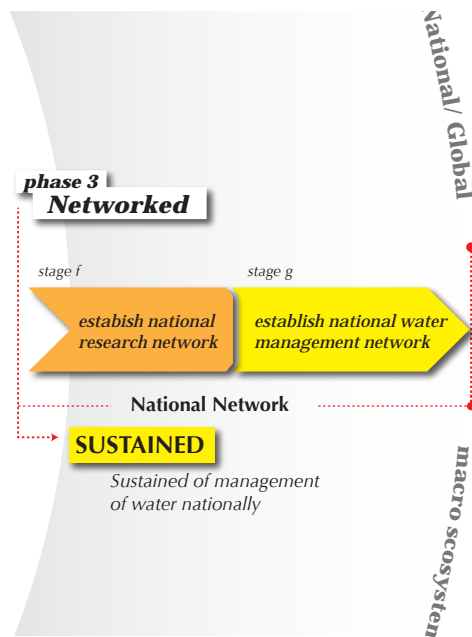 National/ Global
phase 3
Networked
stage f
stage g
estabish national
research network
establish national water
management network
National Network
SUSTAINED
Sustained of management
of water nationally
macro scosysten